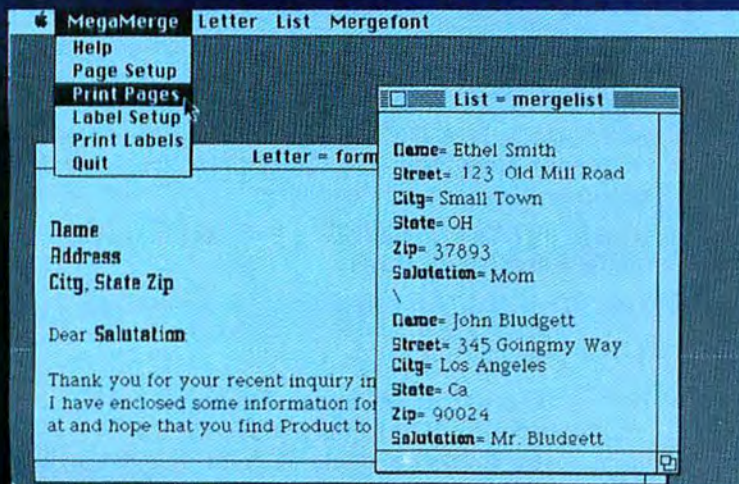 MegaMerge Letter List Mergefont
Help
Page Setup
Print Pages
Label Setup
Print Labels
Quit
Letter = form
Name
Address
City, State Zip
Dear Salutation
Thank you for your recent inquiry in
I have enclosed some information fo
at and hope that you find Product to
List = mergelist
Name= Ethel Smith
Street= 123 Old Mill Road
City= Small Town
State= OH
Zip= 37893
Salutation= Mom
\
Name= John Bludgett
Street= 345 Goingmy Way
City= Los Angeles
State= Ca
Zip= 90024
Salutation= Mr. Bludgett